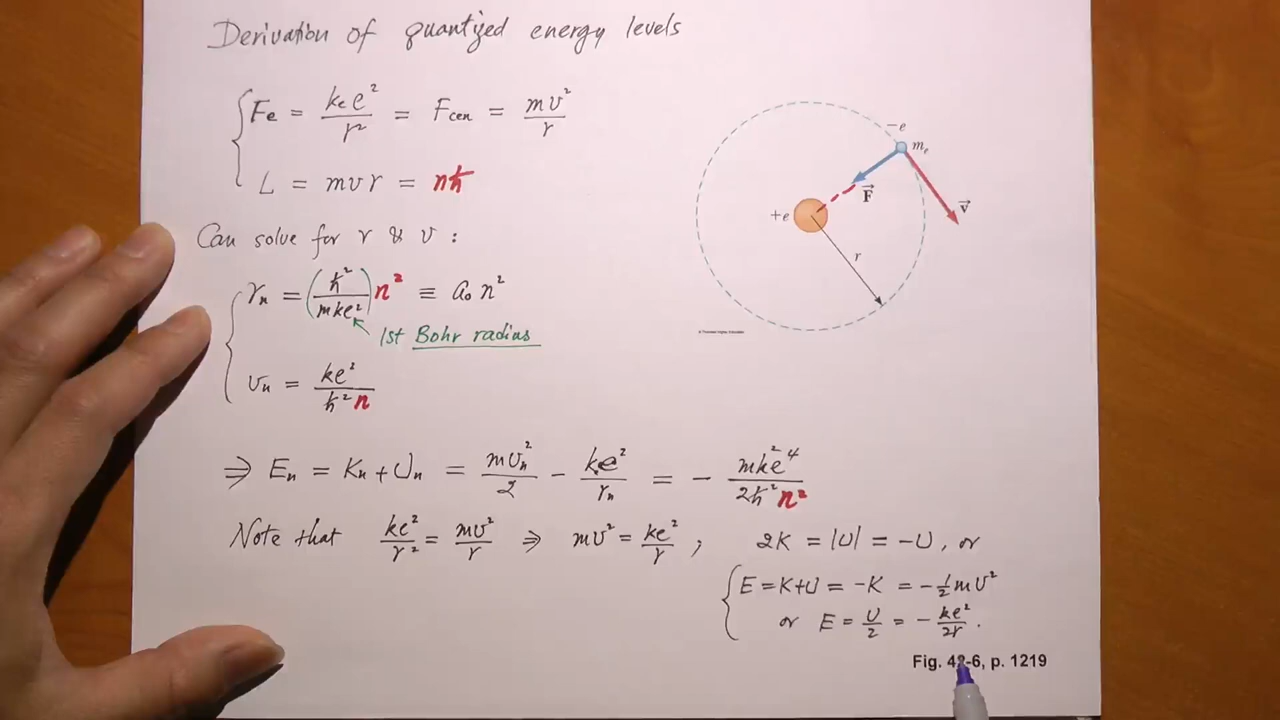 Derivation of quantized energy levels
Fe = kee²/r² = Fcen = mv²/r
L = mvr = nħ
Can solve for r & v :
rn = (ħ²/mke²) n² ≡ a₀ n²
1st Bohr radius
vn = ke²/ħ²n
⇒ En = Kn + Un = mvn²/2 − ke²/rn = − mk²e⁴/2ħ²n²
Note that ke²/r² = mv²/r ⇒ mv² = ke²/r , 2K = |U| = −U, or
E = K+U = −K = −½mv²
or E = U/2 = −ke²/2r .
−e
me
F
v
+e
r
Fig. 42-6, p. 1219